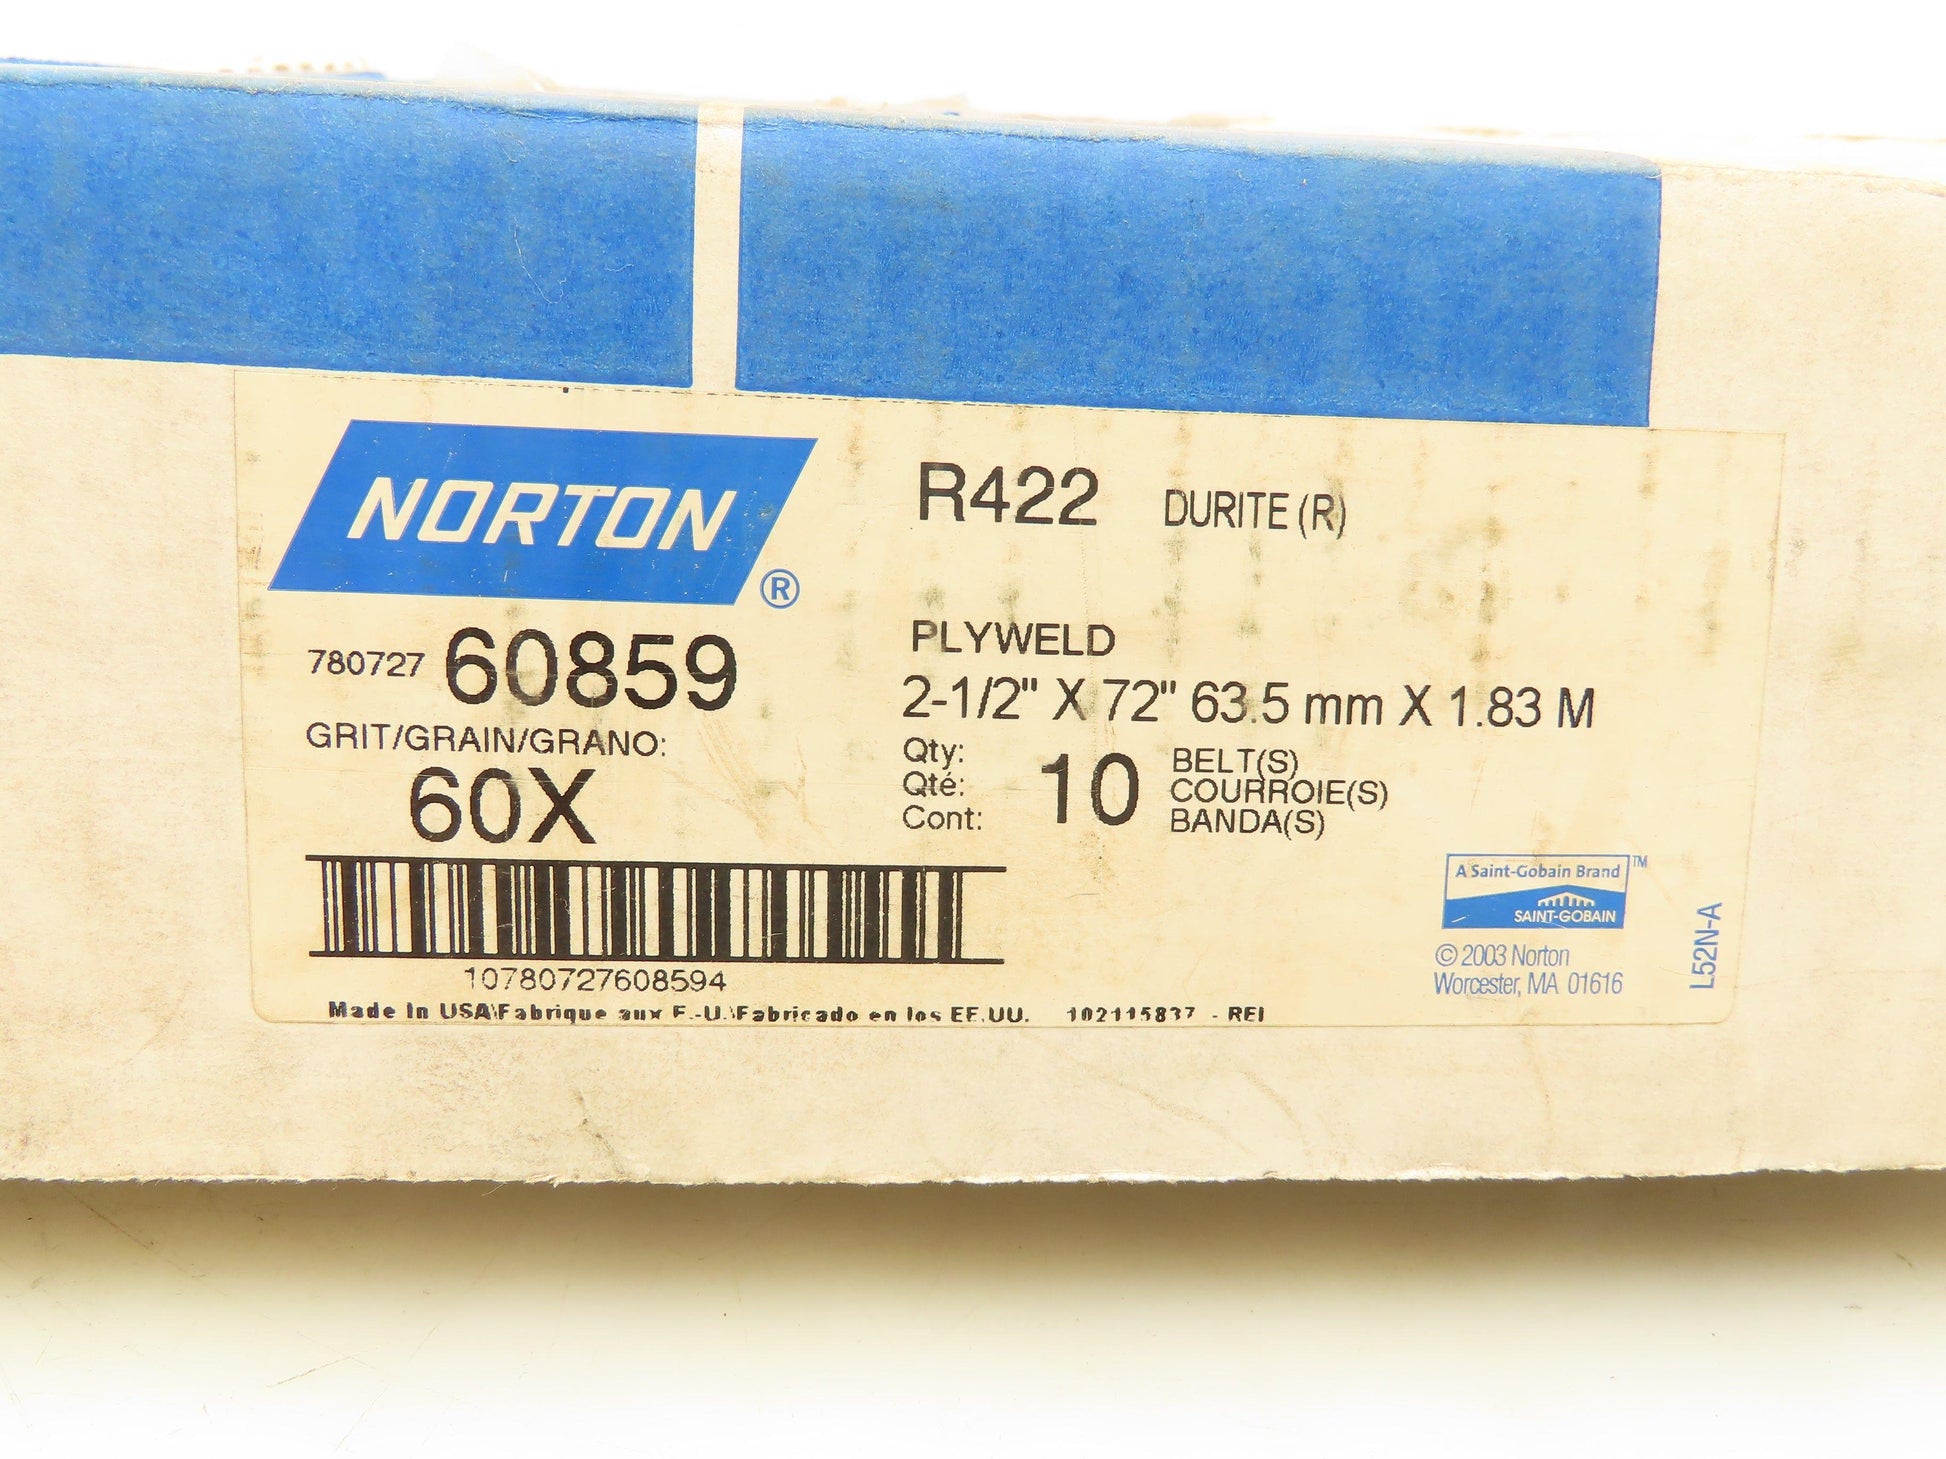 NORTON ®
R422 DURITE (R)
780727 60859
PLYWELD
2-1/2" X 72" 63.5 mm X 1.83 M
GRIT/GRAIN/GRANO:
60X
Qty:
Qté:
Cont:
10
BELT(S)
COURROIE(S)
BANDA(S)
10780727608594
Made In USA\Fabrique aux E.-U.\Fabricado en los EE.UU. 102115837 - REI
A Saint-Gobain Brand ™
SAINT-GOBAIN
© 2003 Norton
Worcester, MA 01616
L52N-A